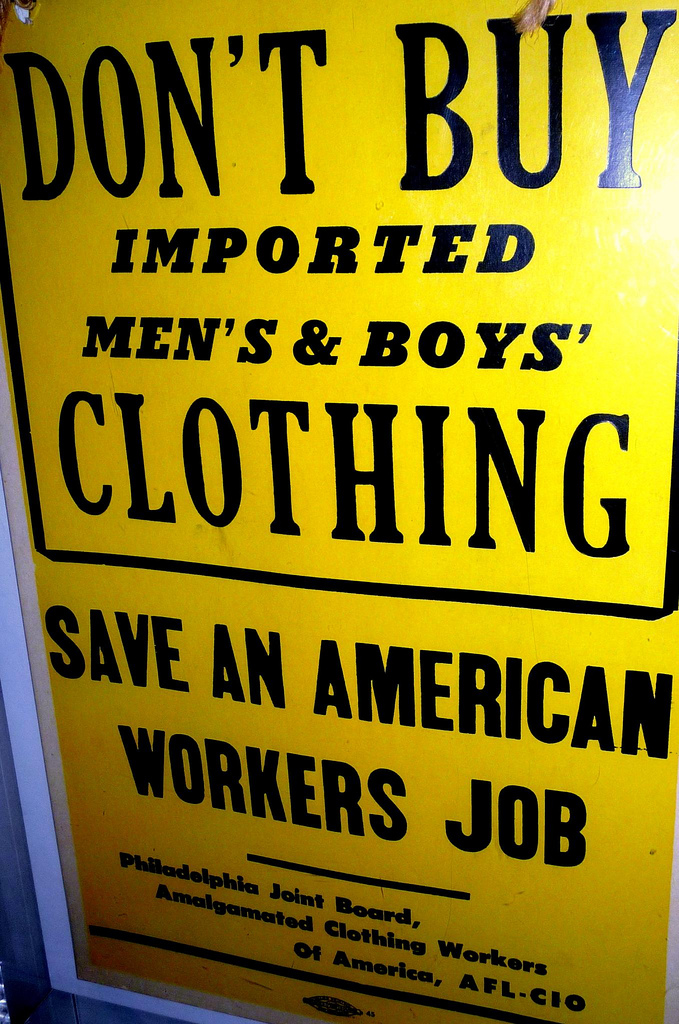 DON'T BUY
IMPORTED
MEN'S & BOYS'
CLOTHING
SAVE AN AMERICAN
WORKERS JOB
Philadelphia Joint Board,
Amalgamated Clothing Workers
Of America, AFL-CIO